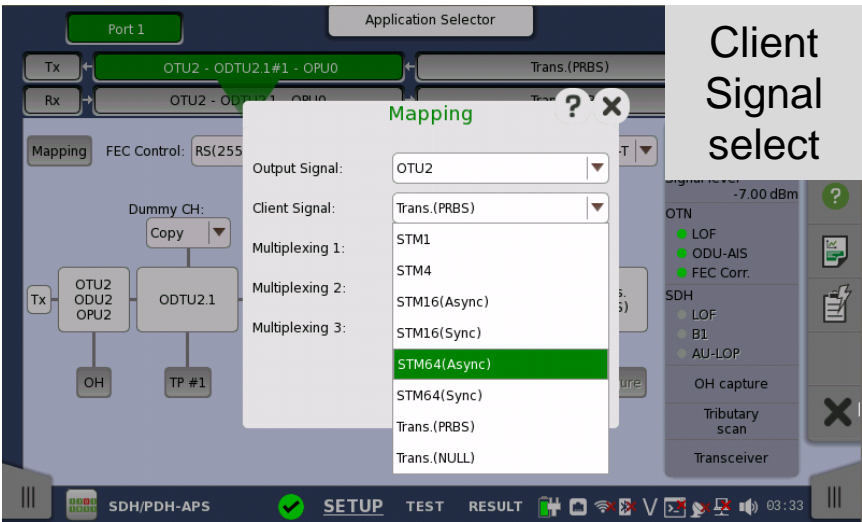 Port 1
Application Selector
Client
Signal
select
Tx
OTU2 - ODTU2.1#1 - OPU0
Trans.(PRBS)
Rx
OTU2 -
Mapping
?
Mapping
FEC Control:
RS(255
-T
Output Signal:
OTU2
Client Signal:
Trans.(PRBS)
STM1
STM4
STM16(Async)
STM16(Sync)
STM64(Async)
STM64(Sync)
Trans.(PRBS)
Trans.(NULL)
Multiplexing 1:
Multiplexing 2:
Multiplexing 3:
Dummy CH:
Copy
Tx
OTU2
ODU2
OPU2
ODTU2.1
OH
TP #1
-7.00 dBm
?
OTN
LOF
ODU-AIS
FEC Corr.
SDH
LOF
B1
AU-LOP
OH capture
Tributary
scan
Transceiver
SDH/PDH-APS
SETUP
TEST
RESULT
03:33